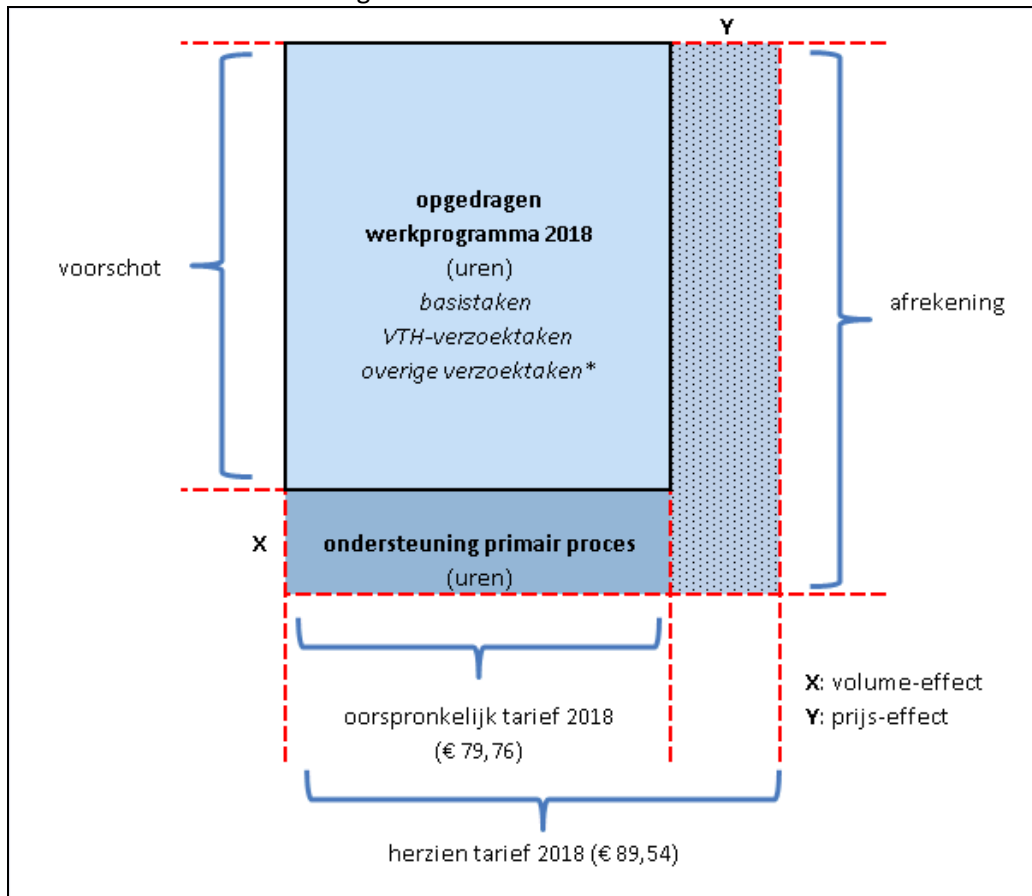 Y
opgedragen
werkprogramma 2018
(uren)
basistaken
VTH-verzoektaken
overige verzoektaken*
voorschot
afrekening
X
ondersteuning primair proces
(uren)
X: volume-effect
Y: prijs-effect
oorspronkelijk tarief 2018
(€ 79,76)
herzien tarief 2018 (€ 89,54)